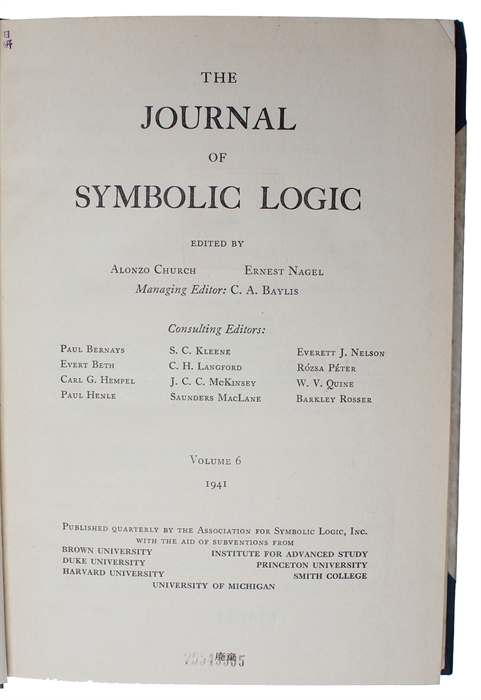 THE
JOURNAL
OF
SYMBOLIC LOGIC
EDITED BY
ALONZO CHURCH ERNEST NAGEL
Managing Editor: C. A. BAYLIS
Consulting Editors:
PAUL BERNAYS S. C. KLEENE EVERETT J. NELSON
EVERT BETH C. H. LANGFORD RÓZSA PÉTER
CARL G. HEMPEL J. C. C. MCKINSEY W. V. QUINE
PAUL HENLE SAUNDERS MACLANE BARKLEY ROSSER
VOLUME 6
1941
PUBLISHED QUARTERLY BY THE ASSOCIATION FOR SYMBOLIC LOGIC, INC.
WITH THE AID OF SUBVENTIONS FROM
BROWN UNIVERSITY INSTITUTE FOR ADVANCED STUDY
DUKE UNIVERSITY PRINCETON UNIVERSITY
HARVARD UNIVERSITY SMITH COLLEGE
UNIVERSITY OF MICHIGAN
廃棄